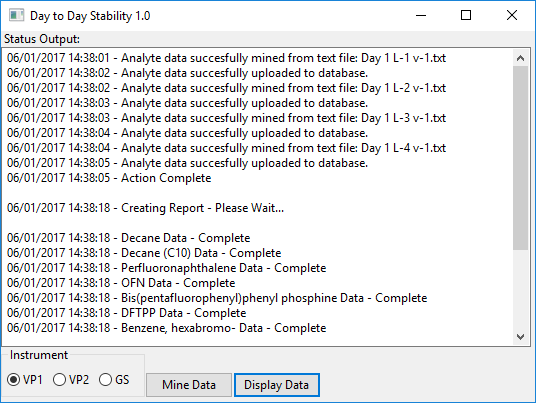 Day to Day Stability 1.0
Status Output:
06/01/2017 14:38:01 - Analyte data succesfully mined from text file: Day 1 L-1 v-1.txt
06/01/2017 14:38:02 - Analyte data succesfully uploaded to database.
06/01/2017 14:38:02 - Analyte data succesfully mined from text file: Day 1 L-2 v-1.txt
06/01/2017 14:38:03 - Analyte data succesfully uploaded to database.
06/01/2017 14:38:03 - Analyte data succesfully mined from text file: Day 1 L-3 v-1.txt
06/01/2017 14:38:04 - Analyte data succesfully uploaded to database.
06/01/2017 14:38:04 - Analyte data succesfully mined from text file: Day 1 L-4 v-1.txt
06/01/2017 14:38:05 - Analyte data succesfully uploaded to database.
06/01/2017 14:38:05 - Action Complete
06/01/2017 14:38:18 - Creating Report - Please Wait...
06/01/2017 14:38:18 - Decane Data - Complete
06/01/2017 14:38:18 - Decane (C10) Data - Complete
06/01/2017 14:38:18 - Perfluoronaphthalene Data - Complete
06/01/2017 14:38:18 - OFN Data - Complete
06/01/2017 14:38:18 - Bis(pentafluorophenyl)phenyl phosphine Data - Complete
06/01/2017 14:38:18 - DFTPP Data - Complete
06/01/2017 14:38:18 - Benzene, hexabromo- Data - Complete
Instrument
VP1 VP2 GS Mine Data Display Data